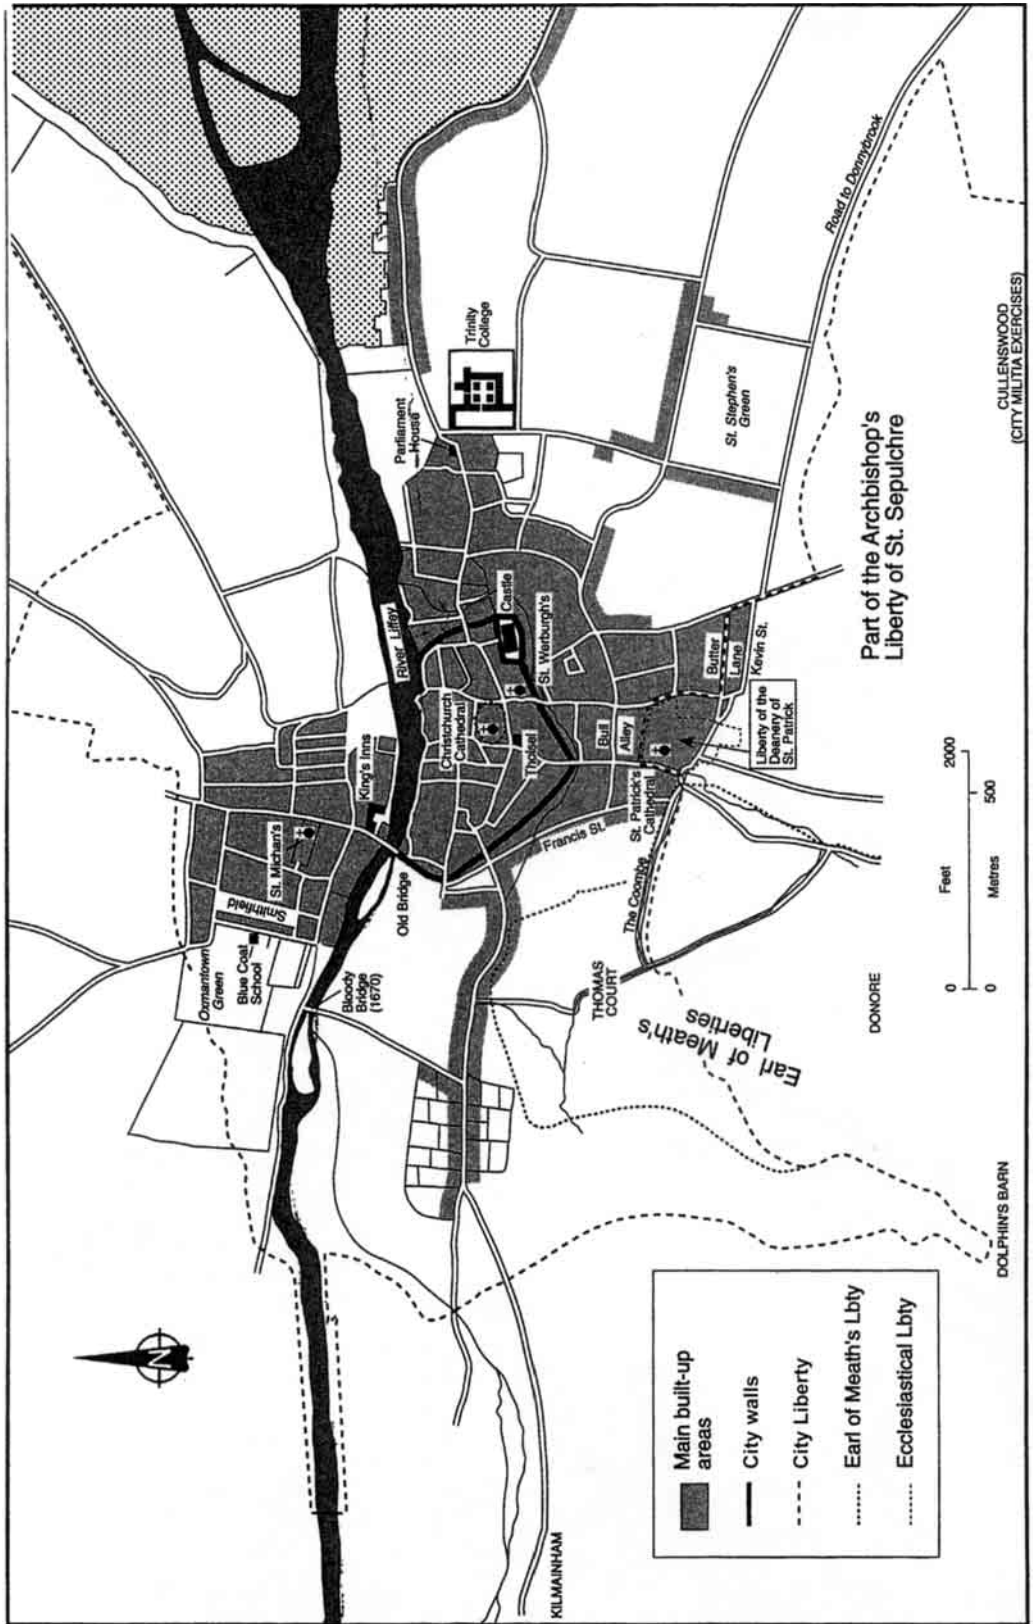 Oxmantown
Green
Blue Coat
School
Smithfield
St. Michan's
King's Inns
Bloody
Bridge
(1670)
Old Bridge
River Liffey
Parliament
House
Trinity
College
Christchurch
Cathedral
Castle
St. Werburgh's
Tholsel
Bull
Alley
Francis St.
St. Patrick's
Cathedral
The Coombe
Butter
Lane
Kevin St.
Liberty of the
Deanery of
St. Patrick
St. Stephen's
Green
Road to Donnybrook
Part of the Archbishop's
Liberty of St. Sepulchre
THOMAS
COURT
Earl of Meath's
Liberties
DONORE
KILMAINHAM
DOLPHIN'S BARN
CULLENSWOOD
(CITY MILITIA EXERCISES)
N
Main built-up
areas
City walls
City Liberty
Earl of Meath's Lbty
Ecclesiastical Lbty
Feet
0 2000
0 500
Metres